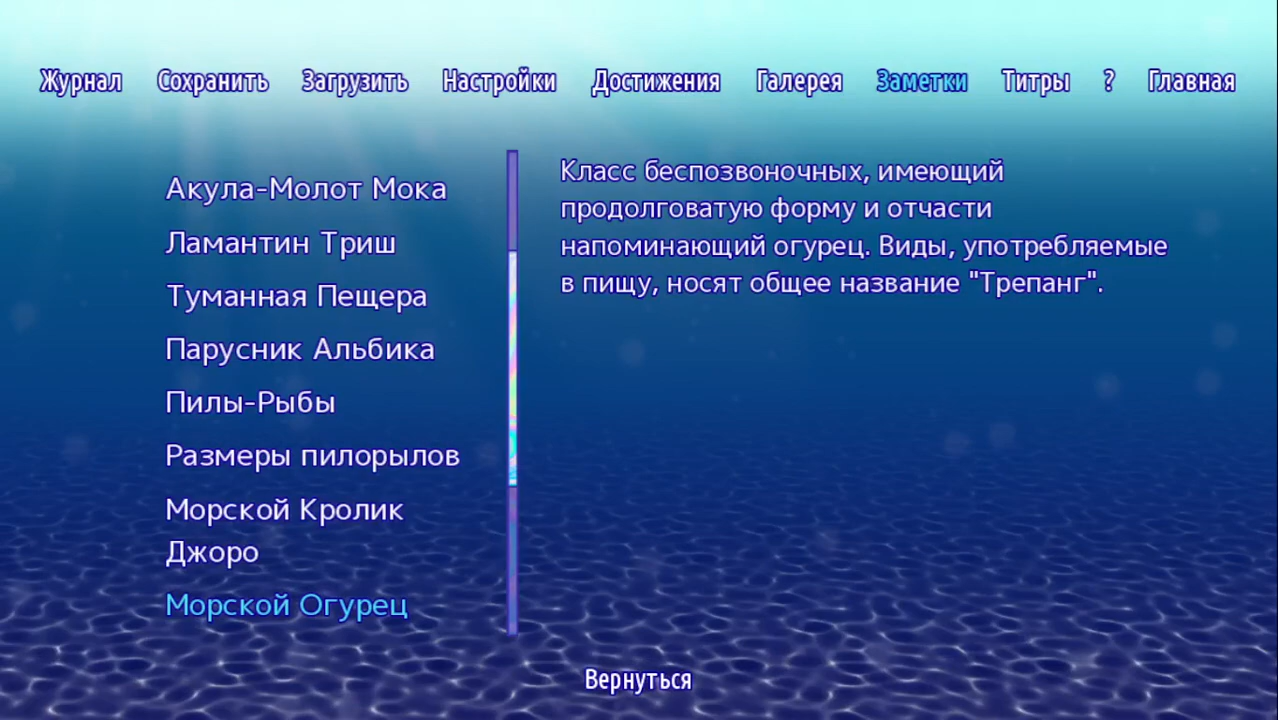 Журнал Сохранить Загрузить Настройки Достижения Галерея Заметки Титры ? Главная
Акула-Молот Мока
Ламантин Триш
Туманная Пещера
Парусник Альбика
Пилы-Рыбы
Размеры пилорылов
Морской Кролик
Джоро
Морской Огурец
Класс беспозвоночных, имеющий
продолговатую форму и отчасти
напоминающий огурец. Виды, употребляемые
в пищу, носят общее название "Трепанг".
Вернуться